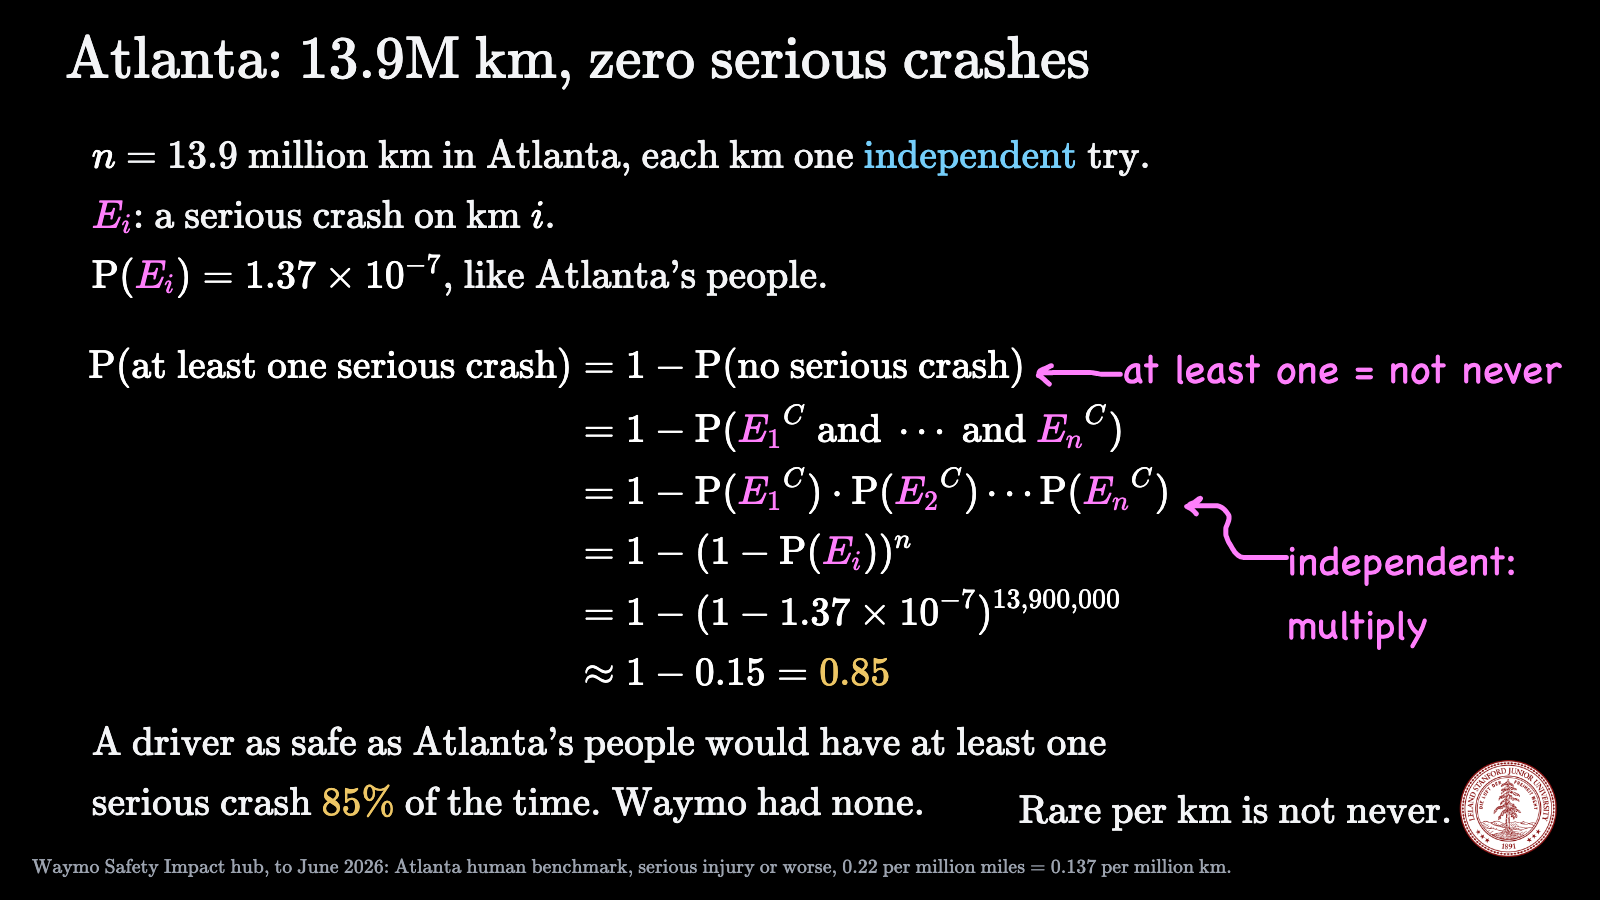 Atlanta: 13.9M km, zero serious crashes
n = 13.9 million km in Atlanta, each km one independent try.
E_i: a serious crash on km i.
P(E_i) = 1.37 × 10^−7, like Atlanta's people.
P(at least one serious crash) = 1 − P(no serious crash)
at least one = not never
= 1 − P(E_1^C and ··· and E_n^C)
= 1 − P(E_1^C) · P(E_2^C) ··· P(E_n^C)
independent:
multiply
= 1 − (1 − P(E_i))^n
= 1 − (1 − 1.37 × 10^−7)^13,900,000
≈ 1 − 0.15 = 0.85
A driver as safe as Atlanta's people would have at least one
serious crash 85% of the time. Waymo had none.
Rare per km is not never.
LELAND STANFORD JUNIOR UNIVERSITY
1891
Waymo Safety Impact hub, to June 2026: Atlanta human benchmark, serious injury or worse, 0.22 per million miles = 0.137 per million km.